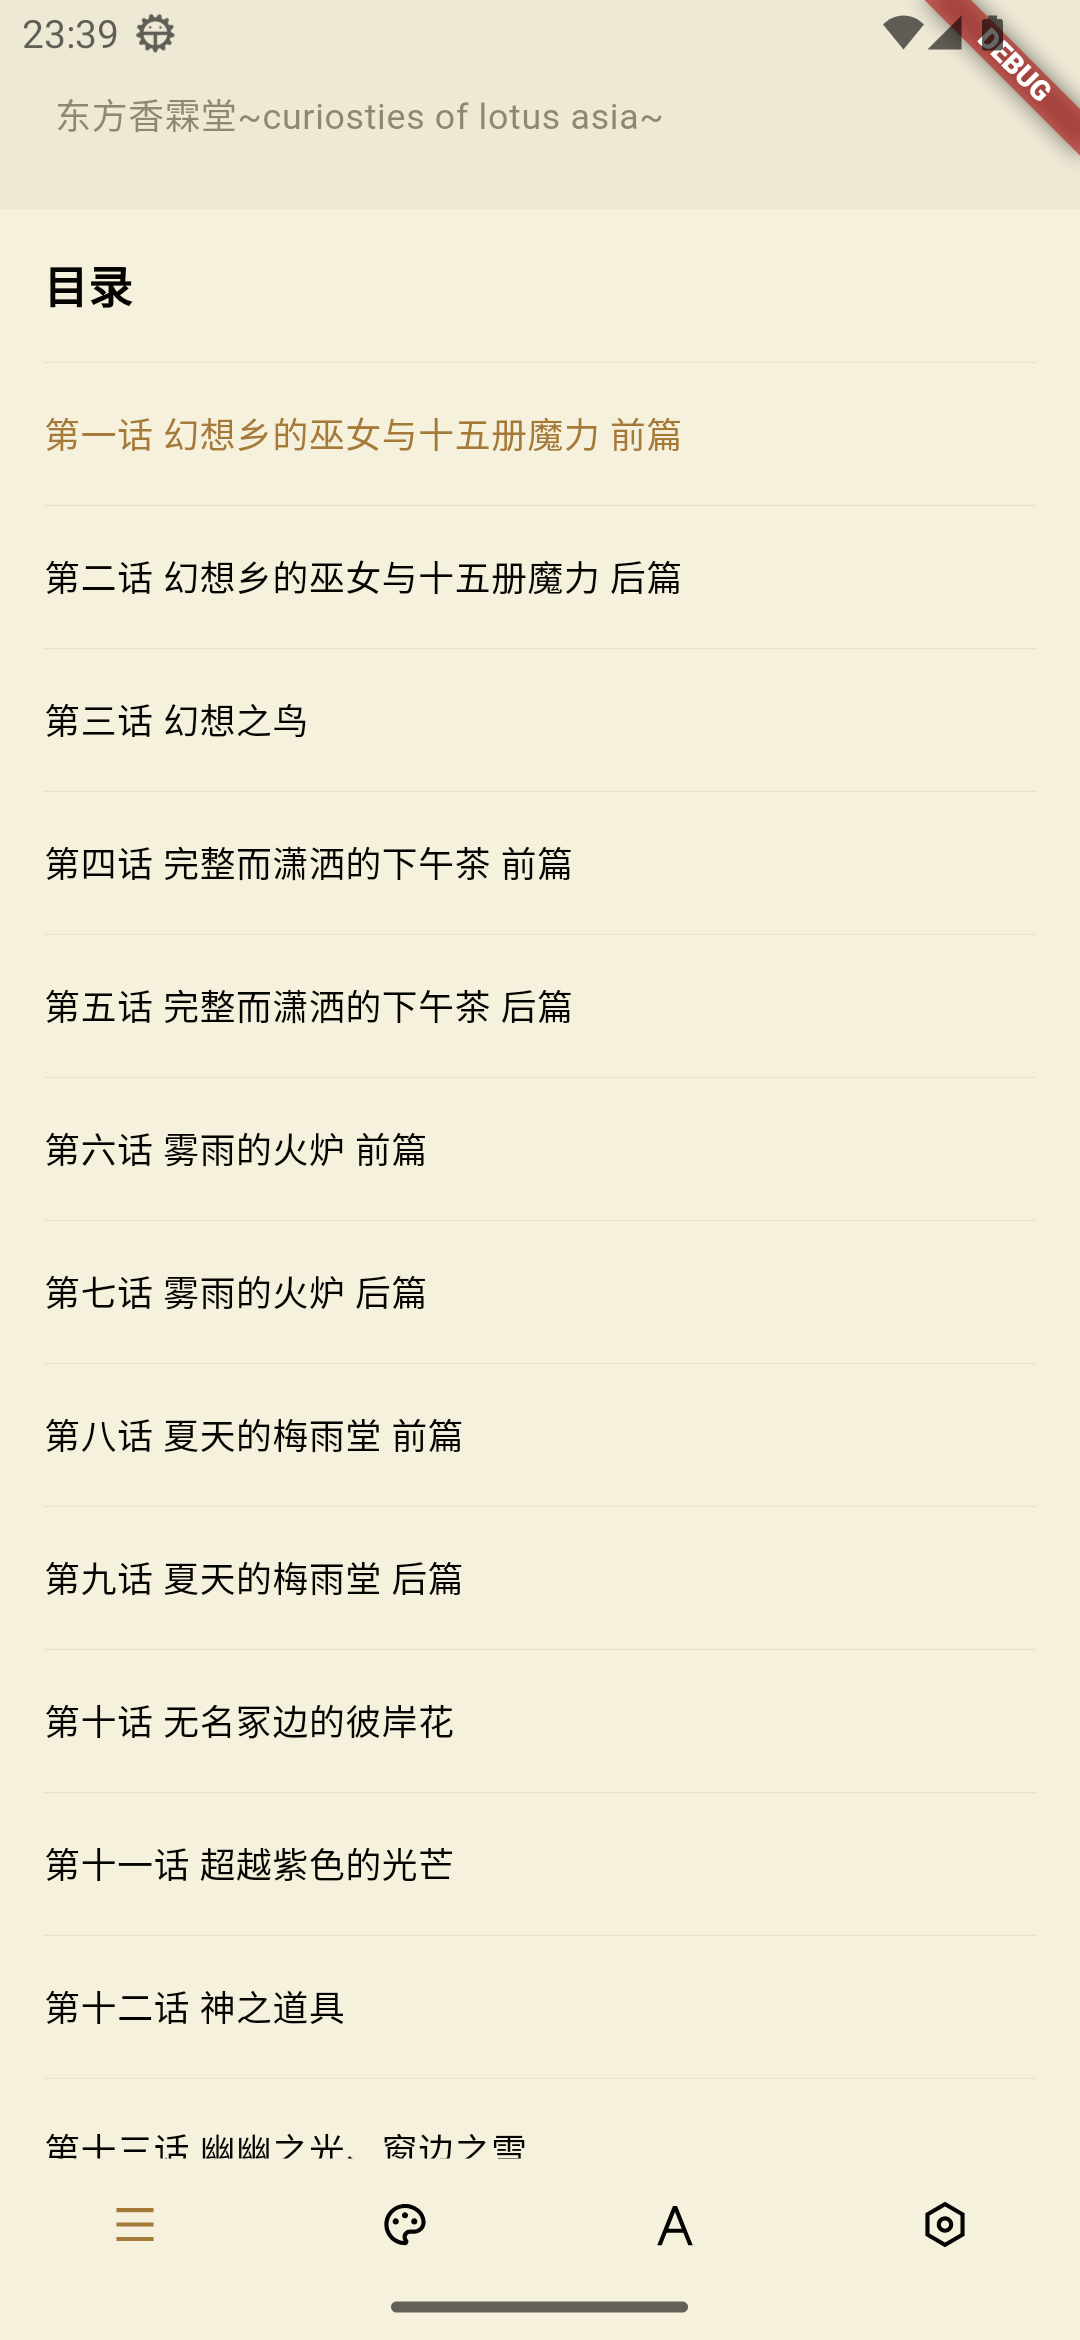 23:39
DEBUG
东方香霖堂~curiosties of lotus asia~
目录
第一话 幻想乡的巫女与十五册魔力 前篇
第二话 幻想乡的巫女与十五册魔力 后篇
第三话 幻想之鸟
第四话 完整而潇洒的下午茶 前篇
第五话 完整而潇洒的下午茶 后篇
第六话 雾雨的火炉 前篇
第七话 雾雨的火炉 后篇
第八话 夏天的梅雨堂 前篇
第九话 夏天的梅雨堂 后篇
第十话 无名冢边的彼岸花
第十一话 超越紫色的光芒
第十二话 神之道具
第十三话 幽幽之光、窗边之雪